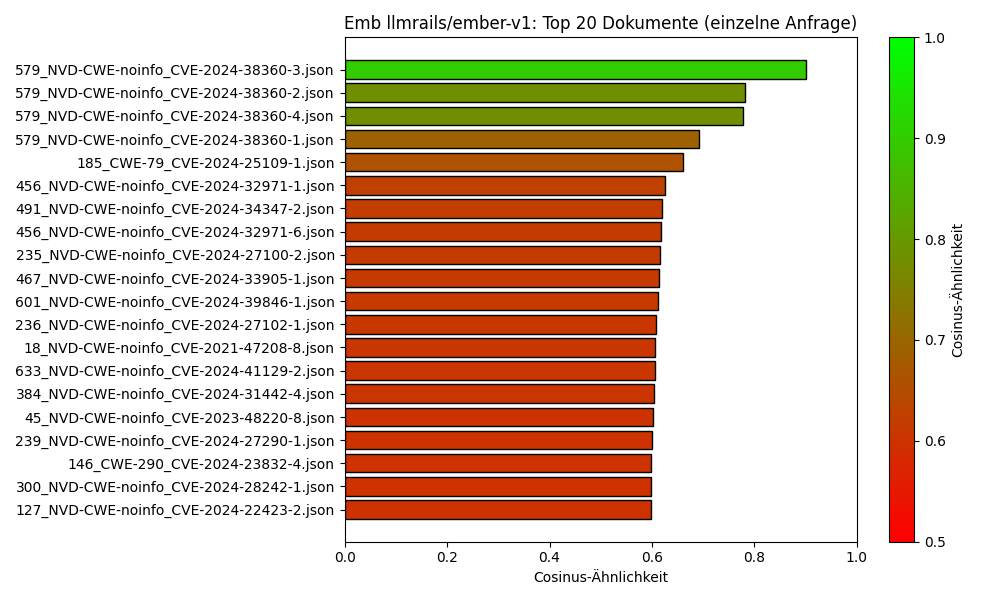 Emb llmrails/ember-v1: Top 20 Dokumente (einzelne Anfrage)
579_NVD-CWE-noinfo_CVE-2024-38360-3.json
579_NVD-CWE-noinfo_CVE-2024-38360-2.json
579_NVD-CWE-noinfo_CVE-2024-38360-4.json
579_NVD-CWE-noinfo_CVE-2024-38360-1.json
185_CWE-79_CVE-2024-25109-1.json
456_NVD-CWE-noinfo_CVE-2024-32971-1.json
491_NVD-CWE-noinfo_CVE-2024-34347-2.json
456_NVD-CWE-noinfo_CVE-2024-32971-6.json
235_NVD-CWE-noinfo_CVE-2024-27100-2.json
467_NVD-CWE-noinfo_CVE-2024-33905-1.json
601_NVD-CWE-noinfo_CVE-2024-39846-1.json
236_NVD-CWE-noinfo_CVE-2024-27102-1.json
18_NVD-CWE-noinfo_CVE-2021-47208-8.json
633_NVD-CWE-noinfo_CVE-2024-41129-2.json
384_NVD-CWE-noinfo_CVE-2024-31442-4.json
45_NVD-CWE-noinfo_CVE-2023-48220-8.json
239_NVD-CWE-noinfo_CVE-2024-27290-1.json
146_CWE-290_CVE-2024-23832-4.json
300_NVD-CWE-noinfo_CVE-2024-28242-1.json
127_NVD-CWE-noinfo_CVE-2024-22423-2.json
0.0 0.2 0.4 0.6 0.8 1.0
Cosinus-Ähnlichkeit
1.0
0.9
0.8
0.7
0.6
0.5
Cosinus-Ähnlichkeit